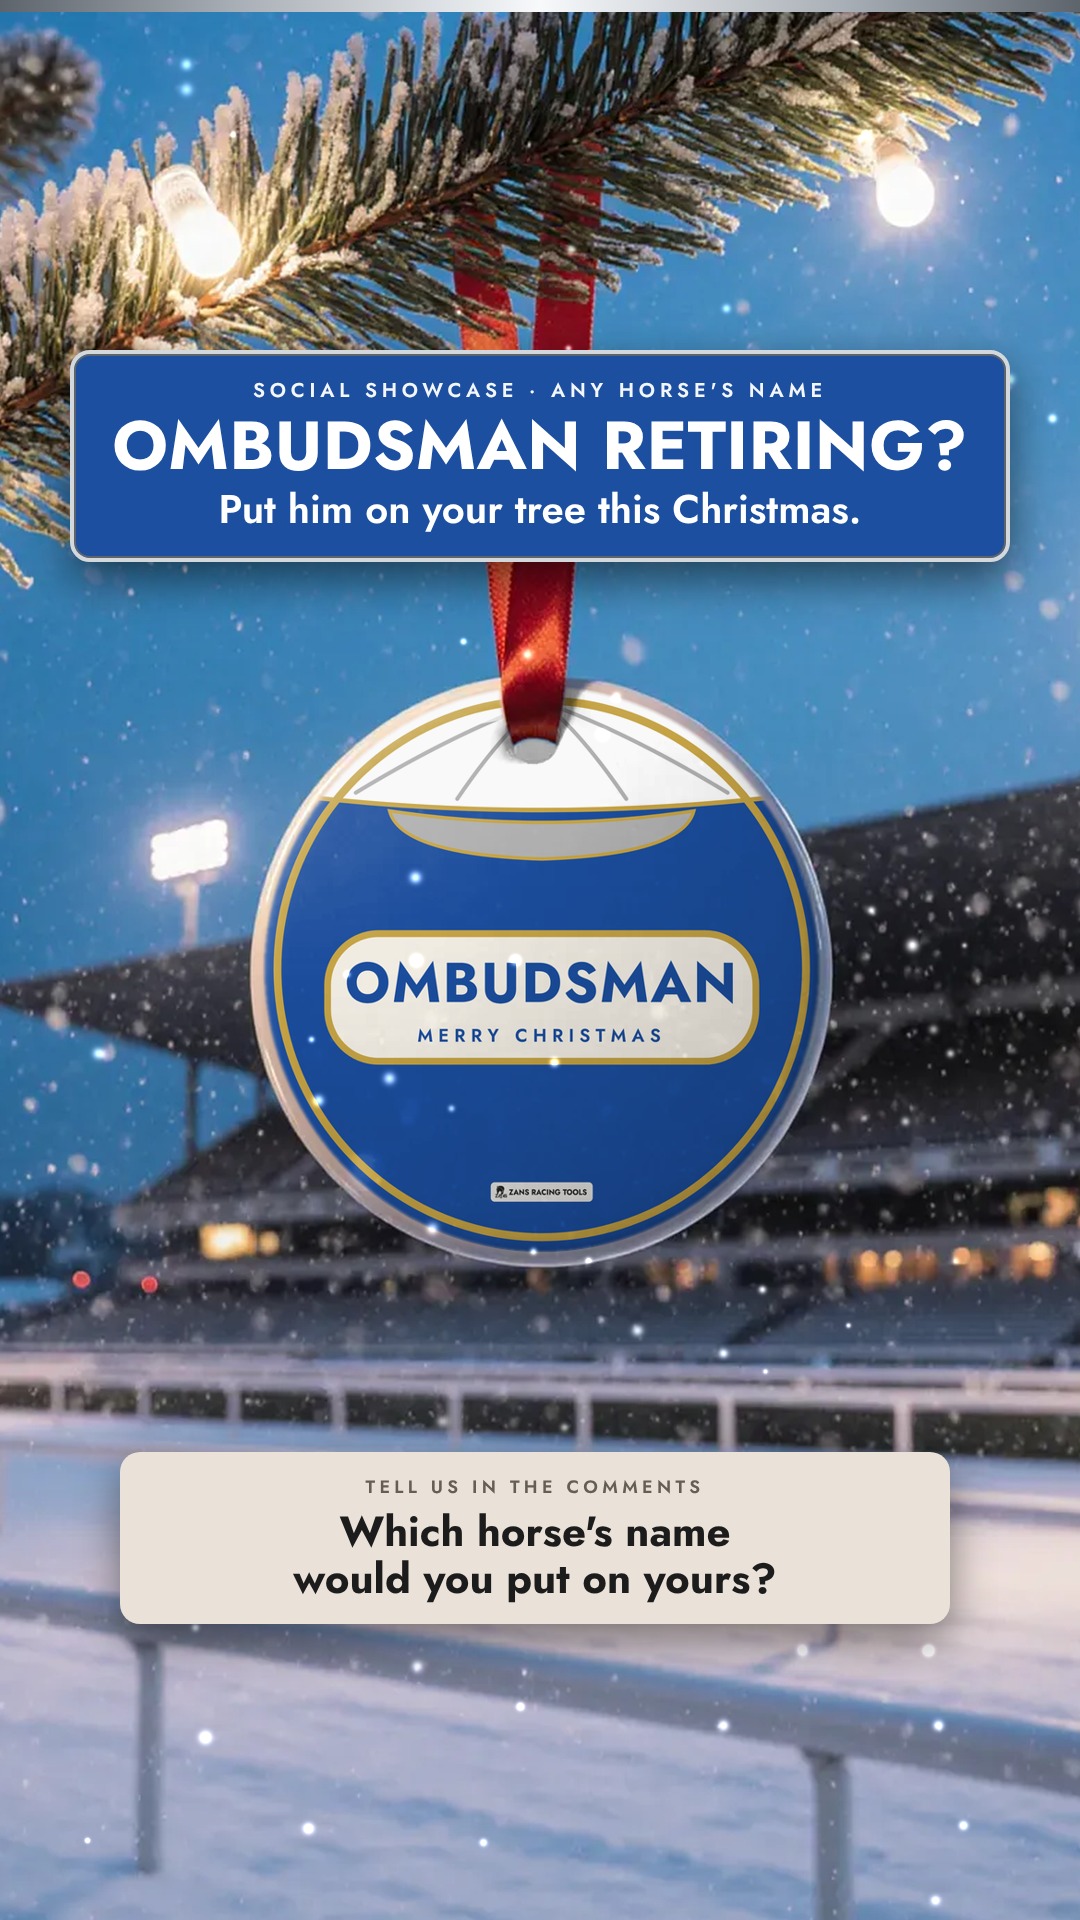 SOCIAL SHOWCASE · ANY HORSE'S NAME
OMBUDSMAN RETIRING?
Put him on your tree this Christmas.
OMBUDSMAN
MERRY CHRISTMAS
ZANS RACING TOOLS
TELL US IN THE COMMENTS
Which horse's name
would you put on yours?